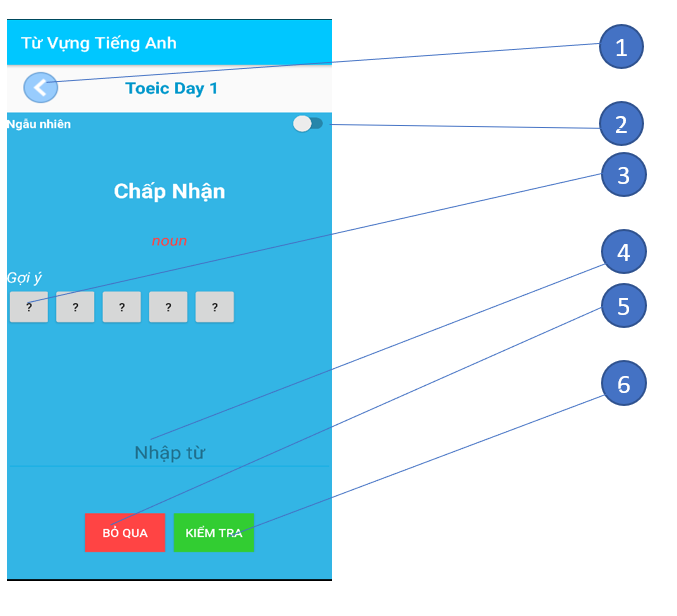 Từ Vựng Tiếng Anh
1
Toeic Day 1
Ngẫu nhiên
2
Chấp Nhận
3
noun
4
Gợi ý
? ? ? ? ?
5
6
Nhập từ
BỎ QUA KIỂM TRA